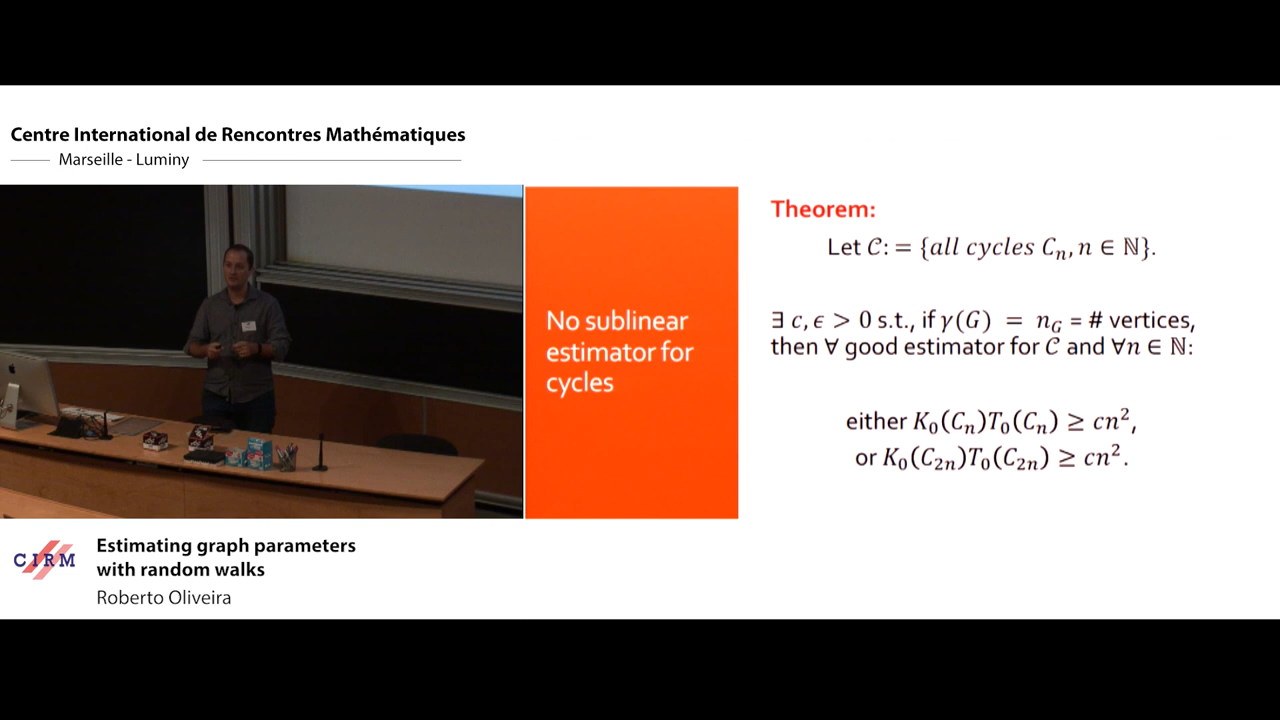 Centre International de Rencontres Mathématiques
Marseille - Luminy
No sublinear
estimator for
cycles
Theorem:
Let 𝒞: = {all cycles Cₙ, n ∈ ℕ}.
∃ c, ϵ > 0 s.t., if γ(G) = n_G = # vertices,
then ∀ good estimator for 𝒞 and ∀n ∈ ℕ:
either K₀(Cₙ)T₀(Cₙ) ≥ cn²,
or K₀(C₂ₙ)T₀(C₂ₙ) ≥ cn².
CIRM
Estimating graph parameters
with random walks
Roberto Oliveira